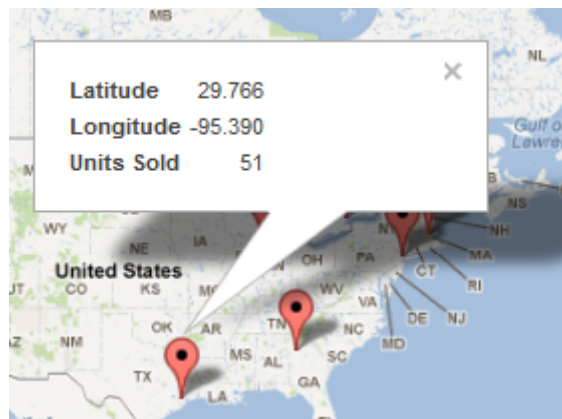 MB
NL
×
Latitude 29.766
Longitude -95.390
Units Sold 51
Gulf of
Lawre
NS
WY
NH
NE
IA
OH
PA
MA
CT
RI
United States
UT
CO
KS
WV
VA
DE
NJ
MD
OK
AR
TN
NC
NM
MS
AL
SC
TX
LA
GA